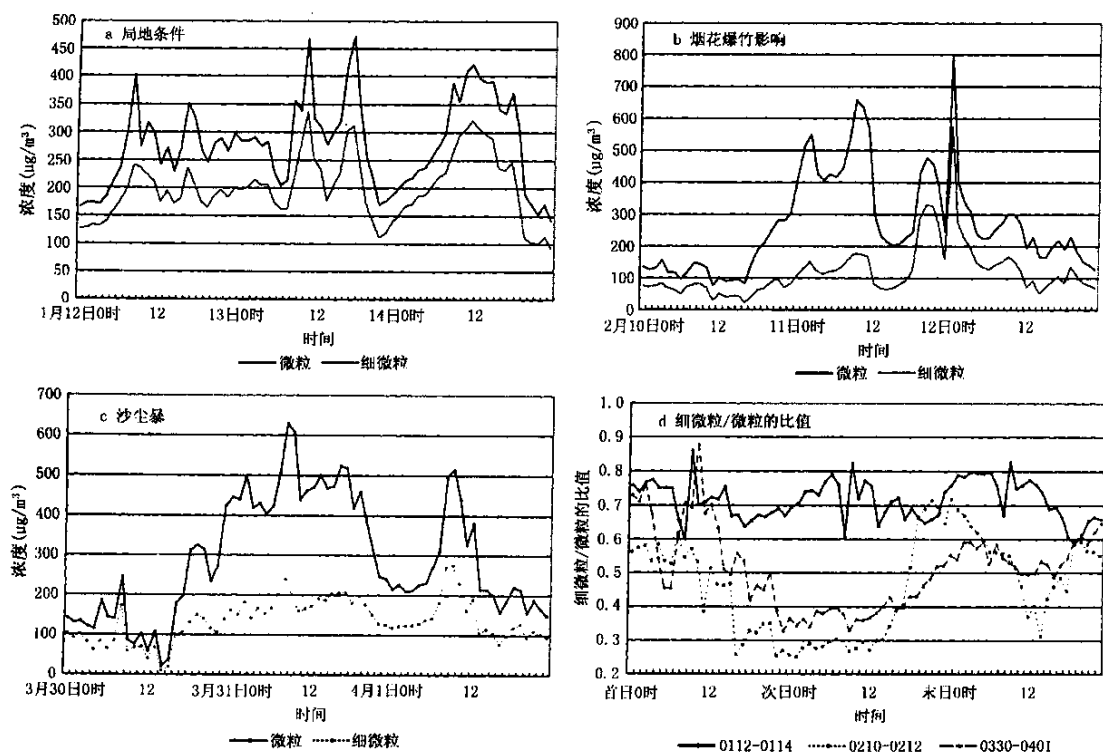 a 局地条件
500
450
400
350
300
250
200
150
100
50
0
浓度(μg/m³)
1月12日0时 12 13日0时 12 14日0时 12
时间
微粒 细微粒
b 烟花爆竹影响
900
800
700
600
500
400
300
200
100
0
浓度(μg/m³)
2月10日0时 12 11日0时 12 12日0时 12
时间
微粒 细微粒
c 沙尘暴
700
600
500
400
300
200
100
0
浓度(μg/m³)
3月30日0时 12 3月31日0时 12 4月1日0时 12
时间
微粒 细微粒
d 细微粒/微粒的比值
1.0
0.9
0.8
0.7
0.6
0.5
0.4
0.3
0.2
细微粒/微粒的比值
首日0时 12 次日0时 12 末日0时 12
时间
0112-0114 0210-0212 0330-0401